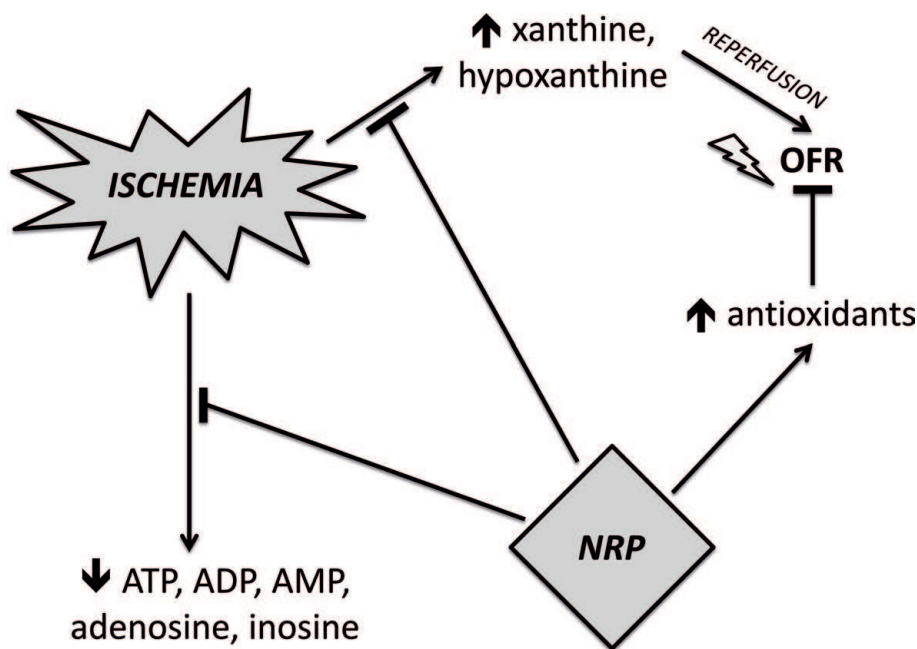 🡹 xanthine,
hypoxanthine
REPERFUSION
OFR
ISCHEMIA
🡹 antioxidants
NRP
🡻 ATP, ADP, AMP,
adenosine, inosine